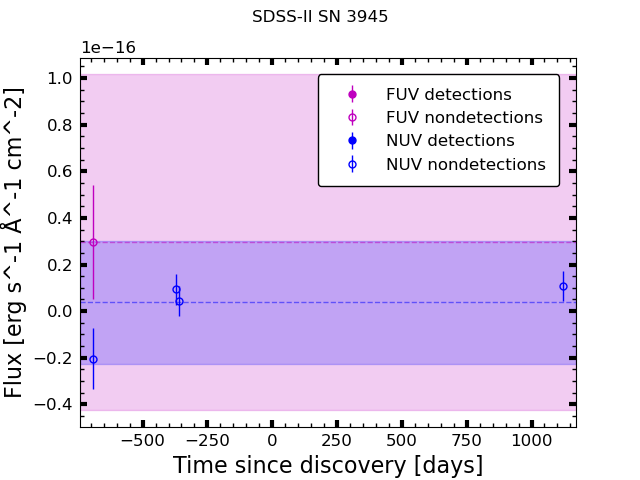 SDSS-II SN 3945
1e−16
FUV detections
FUV nondetections
NUV detections
NUV nondetections
1.0
0.8
0.6
0.4
0.2
0.0
−0.2
−0.4
Flux [erg s^-1 Å^-1 cm^-2]
−500 −250 0 250 500 750 1000
Time since discovery [days]